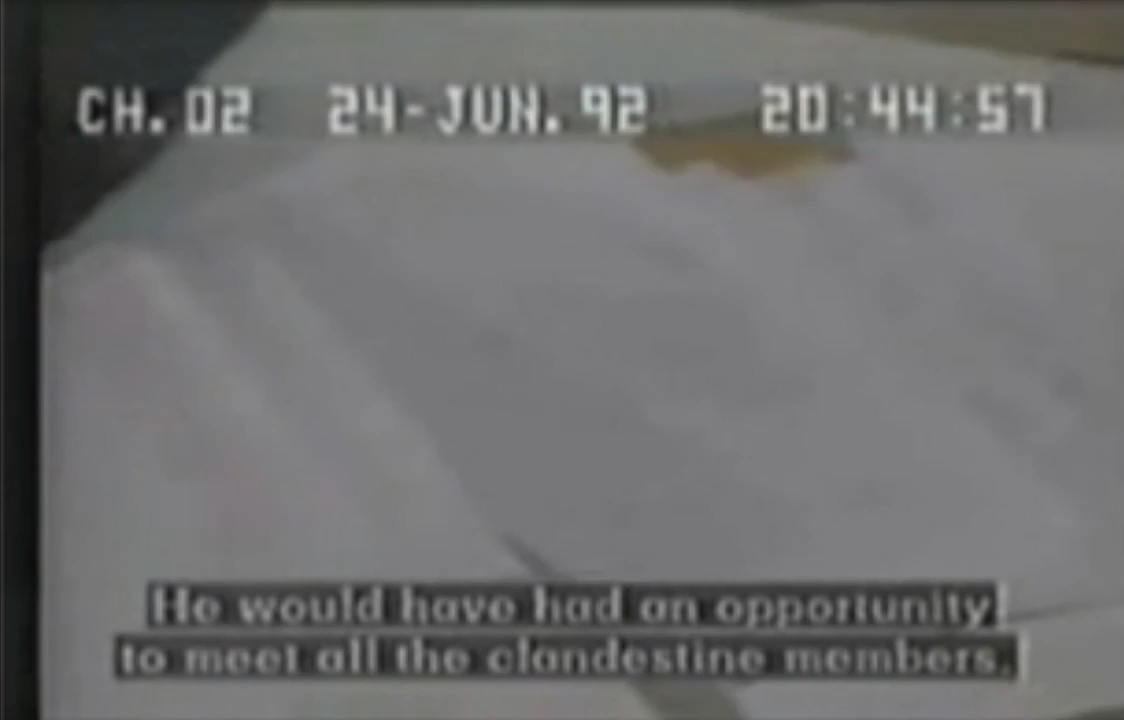 CH. 02 24-JUN. 92 20:44:57
He would have had an opportunity
to meet all the clandestine members.